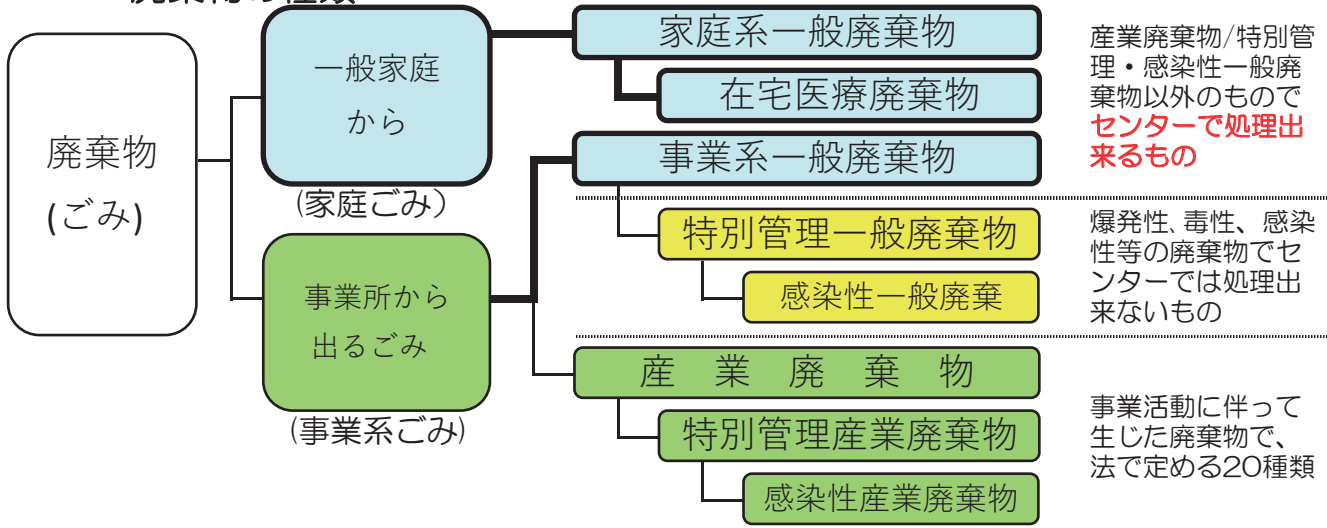 廃棄物
(ごみ)
一般家庭
から
(家庭ごみ)
事業所から
出るごみ
(事業系ごみ)
家庭系一般廃棄物
在宅医療廃棄物
事業系一般廃棄物
特別管理一般廃棄物
感染性一般廃棄
産業廃棄物
特別管理産業廃棄物
感染性産業廃棄物
産業廃棄物/特別管
理・感染性一般廃
棄物以外のもので
センターで処理出
来るもの
爆発性、毒性、感染
性等の廃棄物でセ
ンターでは処理出
来ないもの
事業活動に伴って
生じた廃棄物で、
法で定める20種類